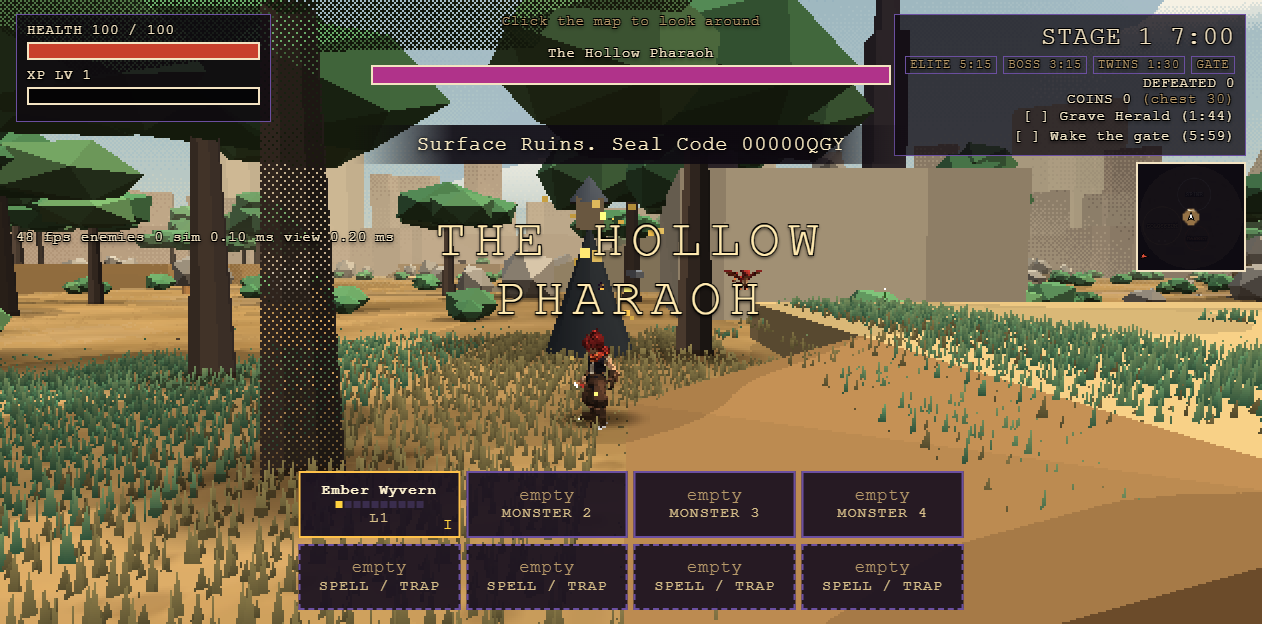 HEALTH 100 / 100
XP LV 1
Click the map to look around
The Hollow Pharaoh
STAGE 1 7:00
ELITE 5:15 BOSS 3:15 TWINS 1:30 GATE
DEFEATED 0
COINS 0 (chest 30)
[ ] Grave Herald (1:44)
[ ] Wake the gate (5:59)
Surface Ruins. Seal Code 00000QGY
48 fps enemies 0 sim 0.10 ms view 0.20 ms
THE HOLLOW
PHARAOH
Ember Wyvern
L1
I
empty
MONSTER 2
empty
MONSTER 3
empty
MONSTER 4
empty
SPELL / TRAP
empty
SPELL / TRAP
empty
SPELL / TRAP
empty
SPELL / TRAP